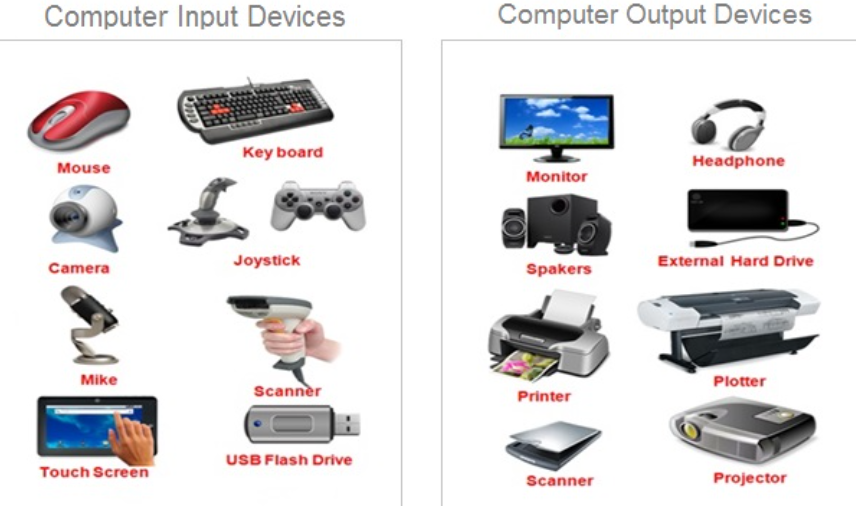 Computer Input Devices
Mouse
Key board
Camera
Joystick
Mike
Scanner
Touch Screen
USB Flash Drive
Computer Output Devices
Monitor
Headphone
Spakers
External Hard Drive
Printer
Plotter
Scanner
Projector